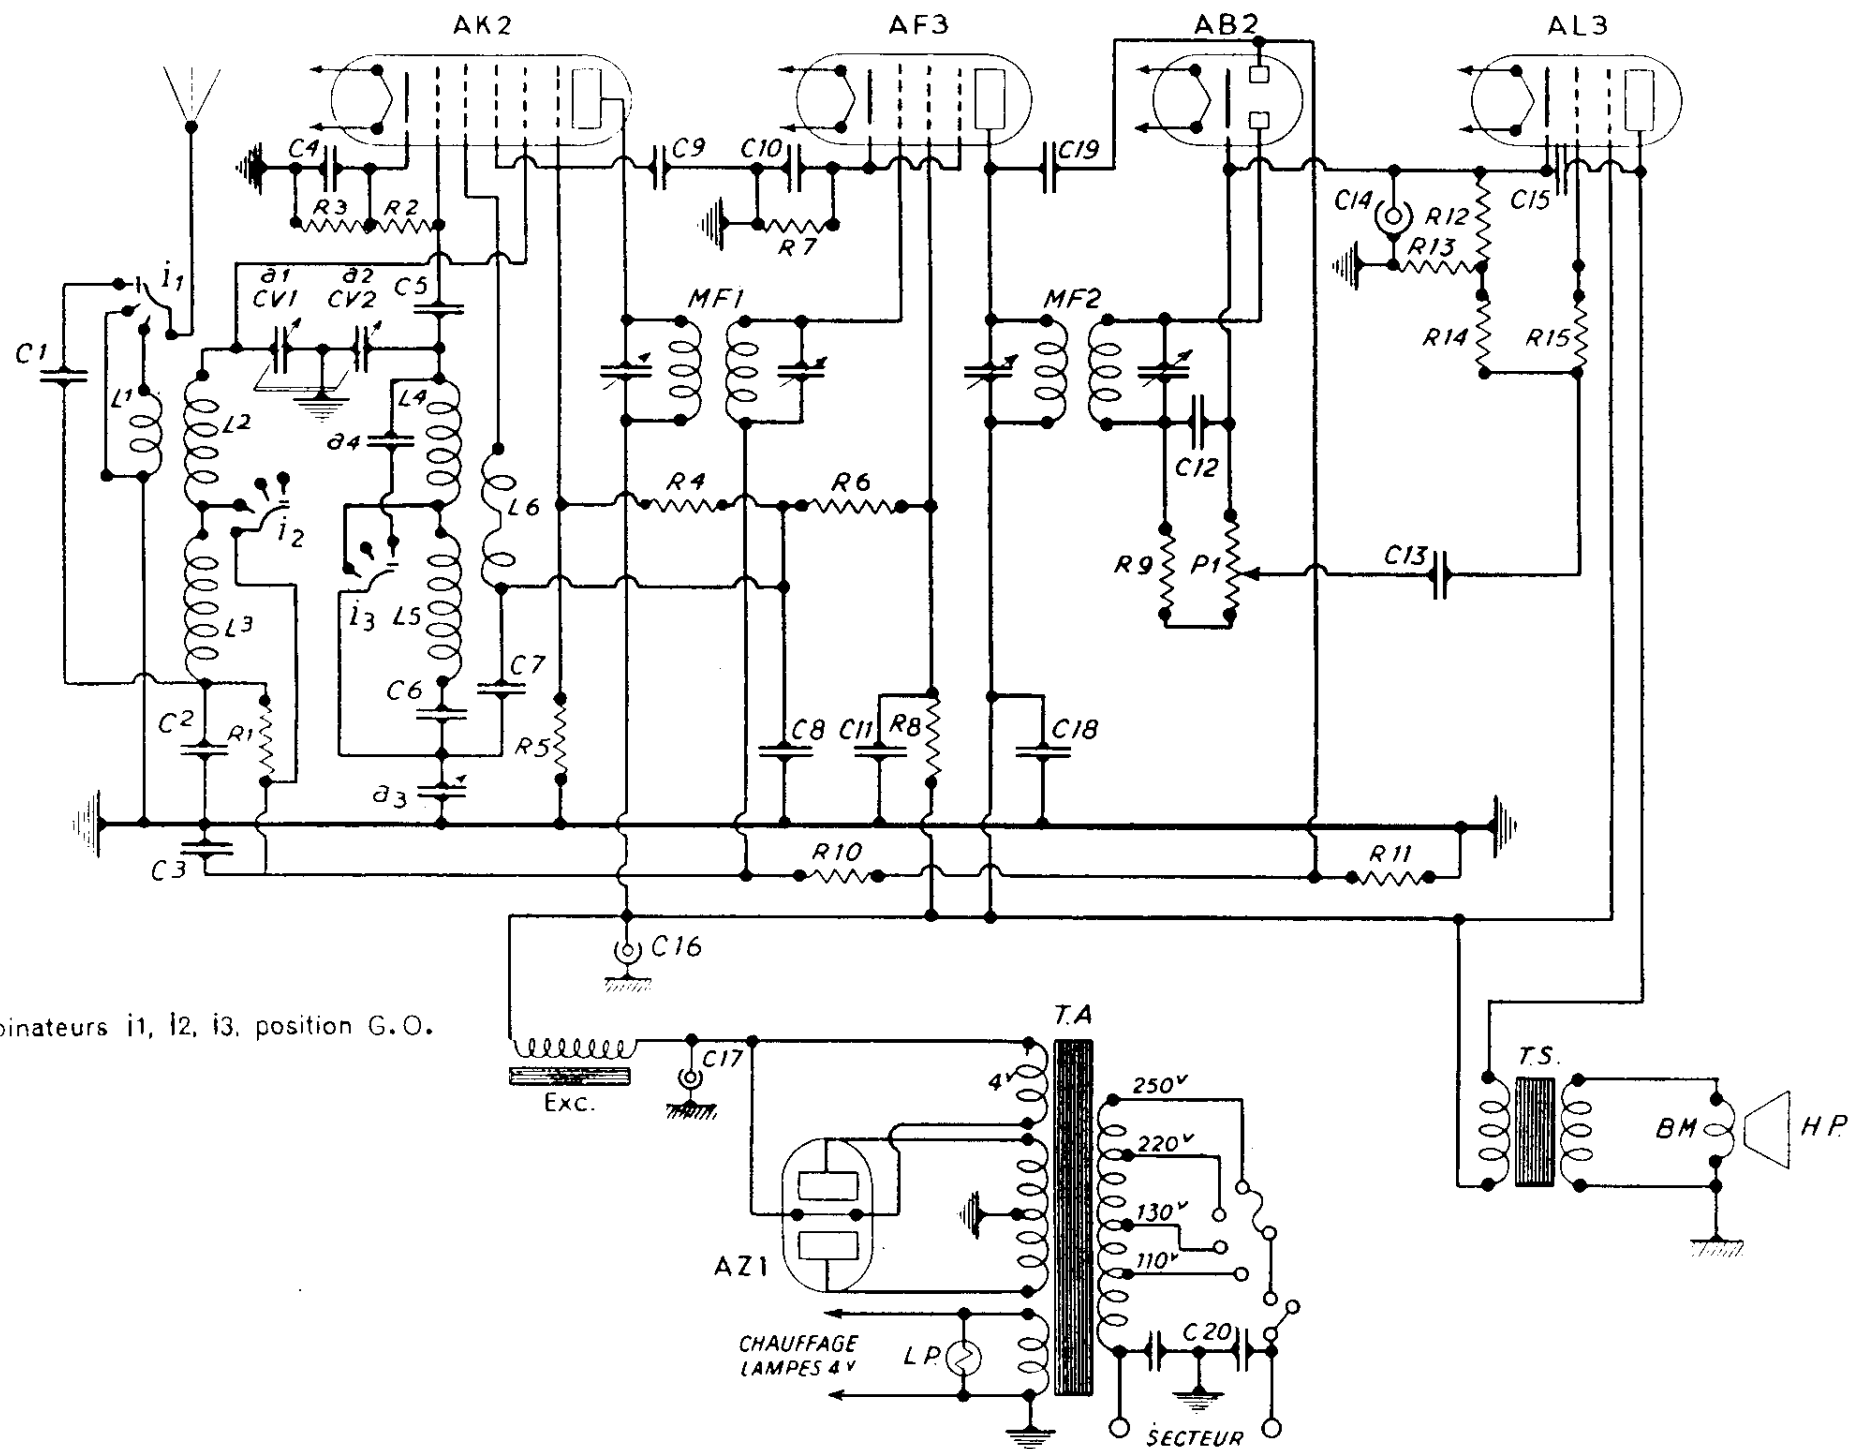 AK2
AF3
AB2
AL3
C4
C9
C10
C19
C14
C15
R3
R2
R7
R12
R13
i1
a1
CV1
a2
CV2
C5
MF1
MF2
R14
R15
C1
L1
L2
L4
a4
C12
R4
R6
L6
i2
R9
P1
C13
L3
i3
L5
C7
C6
C2
R1
R5
C8
C11
R8
C18
a3
C3
R10
R11
C16
binateurs i1, i2, i3, position G.O.
T.A
C17
Exc.
4v
250v
220v
130v
110v
T.S.
BM
H.P.
AZ1
CHAUFFAGE
LAMPES 4v
L.P.
C20
SECTEUR